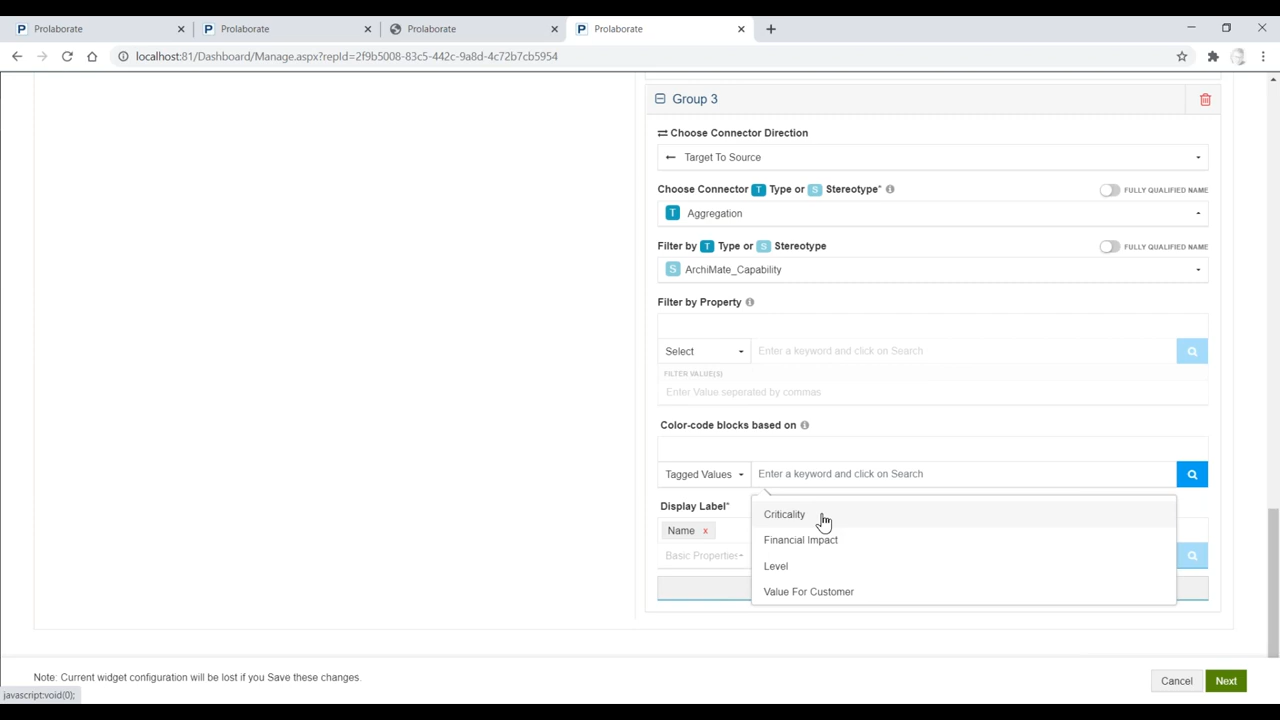 Prolaborate
Prolaborate
Prolaborate
Prolaborate
localhost:81/Dashboard/Manage.aspx?repId=2f9b5008-83c5-442c-9a8d-4c72b7cb5954
Group 3
Choose Connector Direction
Target To Source
Choose Connector T Type or S Stereotype*
FULLY QUALIFIED NAME
T Aggregation
Filter by T Type or S Stereotype
FULLY QUALIFIED NAME
S ArchiMate_Capability
Filter by Property
Select
Enter a keyword and click on Search
FILTER VALUE(S)
Enter Value seperated by commas
Color-code blocks based on
Tagged Values
Enter a keyword and click on Search
Display Label*
Criticality
Name x
Financial Impact
Basic Properties
Level
Value For Customer
Note: Current widget configuration will be lost if you Save these changes.
Cancel
Next
javascript:void(0);